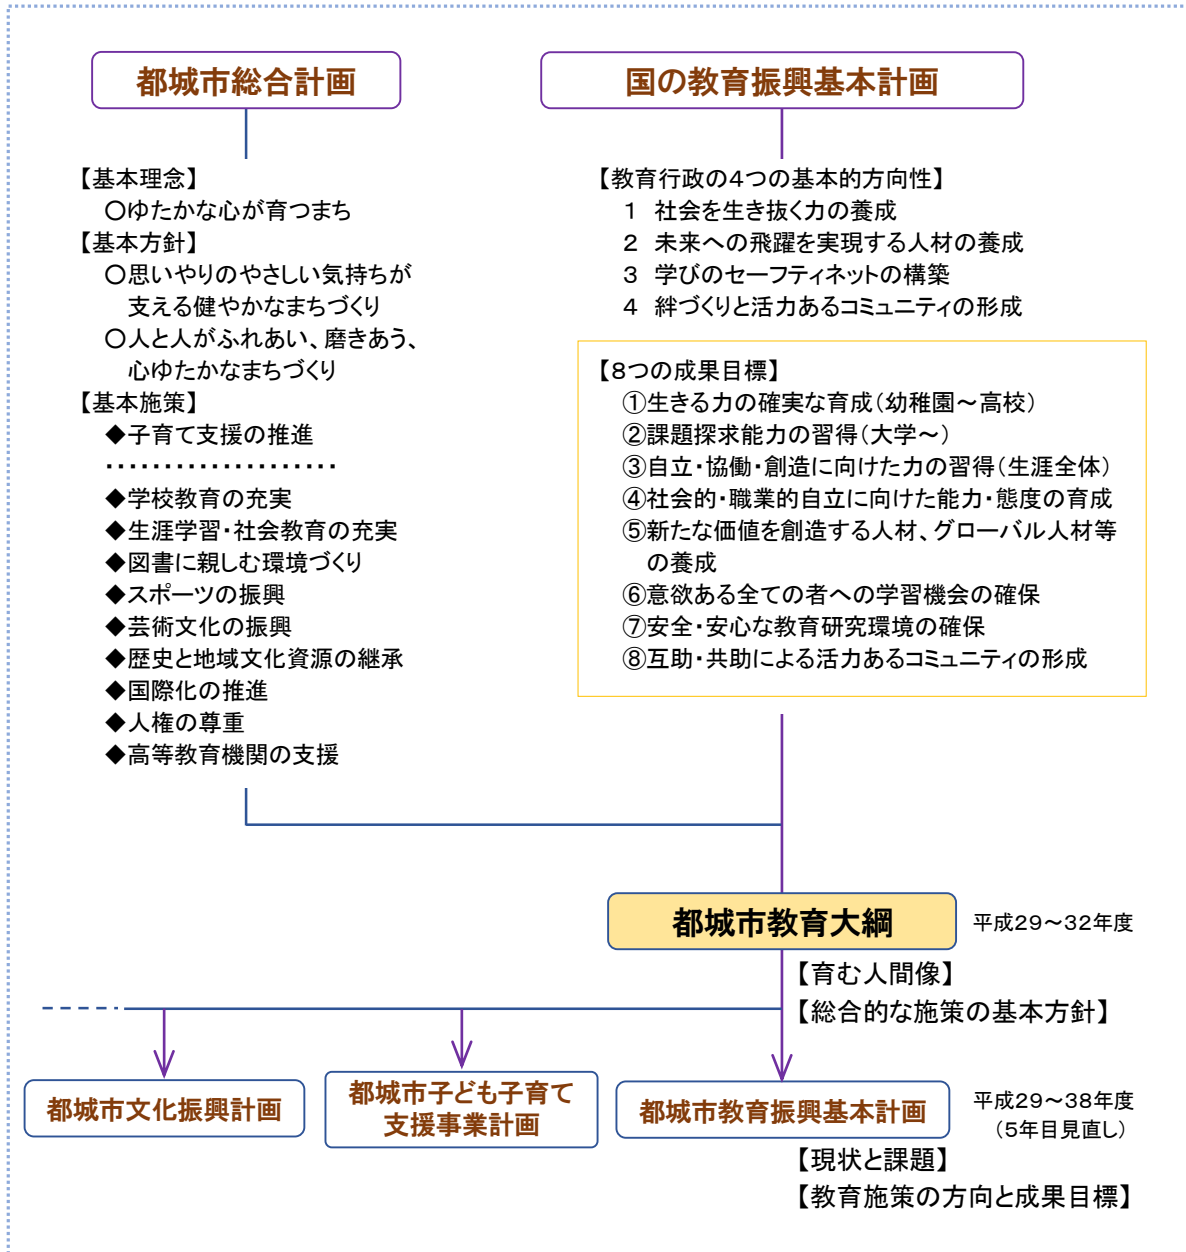 都城市総合計画
【基本理念】
○ゆたかな心が育つまち
【基本方針】
○思いやりのやさしい気持ちが
支える健やかなまちづくり
○人と人がふれあい、磨きあう、
心ゆたかなまちづくり
【基本施策】
◆子育て支援の推進
・・・・・・・・・・・・・・・・・・・・
◆学校教育の充実
◆生涯学習・社会教育の充実
◆図書に親しむ環境づくり
◆スポーツの振興
◆芸術文化の振興
◆歴史と地域文化資源の継承
◆国際化の推進
◆人権の尊重
◆高等教育機関の支援
国の教育振興基本計画
【教育行政の4つの基本的方向性】
1 社会を生き抜く力の養成
2 未来への飛躍を実現する人材の養成
3 学びのセーフティネットの構築
4 絆づくりと活力あるコミュニティの形成
【8つの成果目標】
①生きる力の確実な育成(幼稚園～高校)
②課題探求能力の習得(大学～)
③自立・協働・創造に向けた力の習得(生涯全体)
④社会的・職業的自立に向けた能力・態度の育成
⑤新たな価値を創造する人材、グローバル人材等
の養成
⑥意欲ある全ての者への学習機会の確保
⑦安全・安心な教育研究環境の確保
⑧互助・共助による活力あるコミュニティの形成
都城市教育大綱
平成29～32年度
【育む人間像】
【総合的な施策の基本方針】
都城市文化振興計画
都城市子ども子育て
支援事業計画
都城市教育振興基本計画
平成29～38年度
(5年目見直し)
【現状と課題】
【教育施策の方向と成果目標】